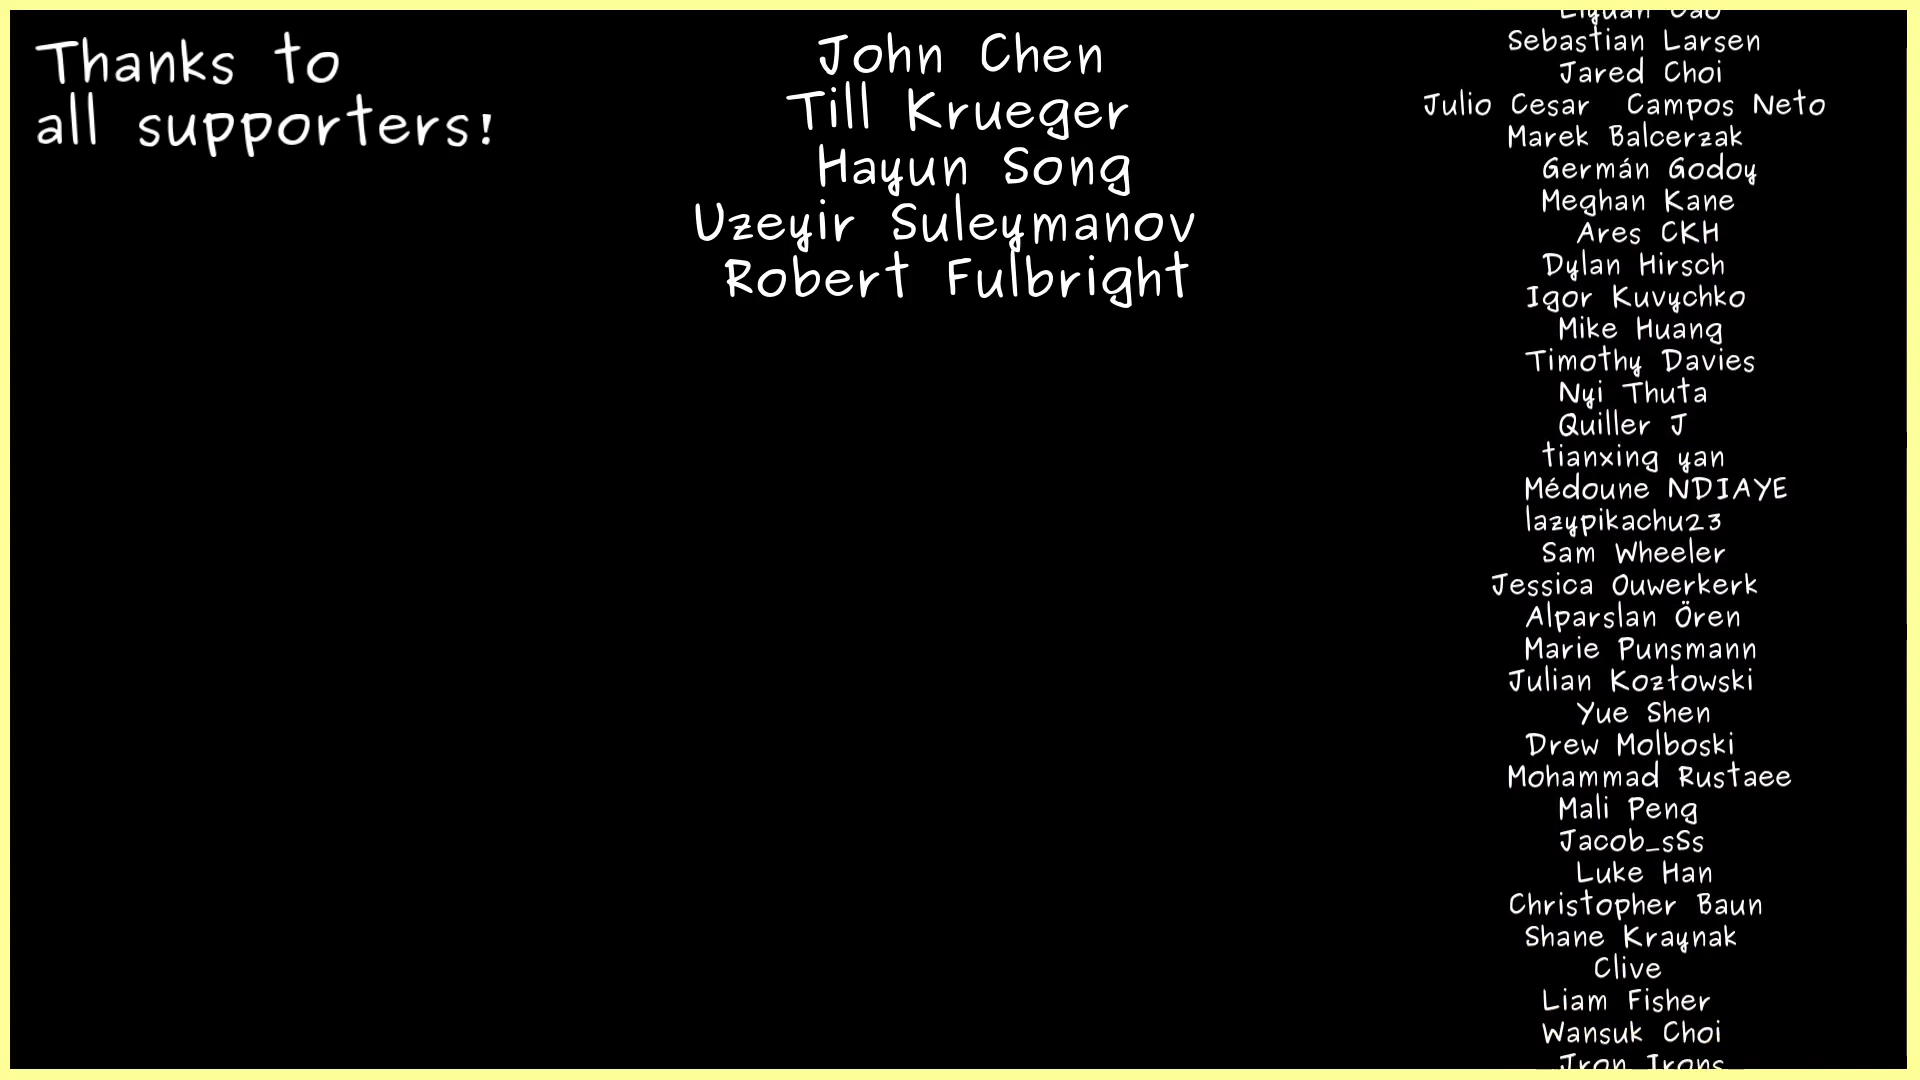 Thanks to
all supporters!
John Chen
Till Krueger
Hayun Song
Uzeyir Suleymanov
Robert Fulbright
Sebastian Larsen
Jared Choi
Julio Cesar  Campos Neto
Marek Balcerzak
Germán Godoy
Meghan Kane
Ares CKH
Dylan Hirsch
Igor Kuvychko
Mike Huang
Timothy Davies
Nyi Thuta
Quiller J
tianxing yan
Médoune NDIAYE
lazypikachu23
Sam Wheeler
Jessica Ouwerkerk
Alparslan Ören
Marie Punsmann
Julian Kozłowski
Yue Shen
Drew Molboski
Mohammad Rustaee
Mali Peng
Jacob_sSs
Luke Han
Christopher Baun
Shane Kraynak
Clive
Liam Fisher
Wansuk Choi